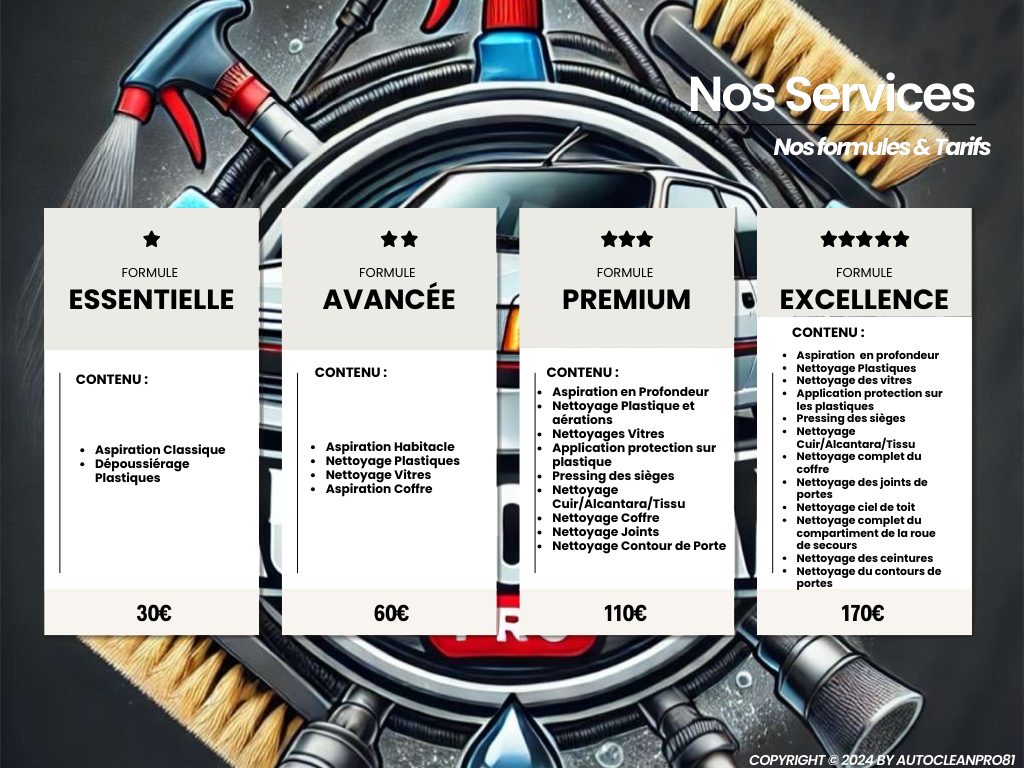 Nos Services
Nos formules & Tarifs
FORMULE
ESSENTIELLE
CONTENU :
• Aspiration Classique
• Dépoussiérage
Plastiques
30€
FORMULE
AVANCÉE
CONTENU :
• Aspiration Habitacle
• Nettoyage Plastiques
• Nettoyage Vitres
• Aspiration Coffre
60€
FORMULE
PREMIUM
CONTENU :
• Aspiration en Profondeur
• Nettoyage Plastique et
aérations
• Nettoyages Vitres
• Application protection sur
plastique
• Pressing des sièges
• Nettoyage
Cuir/Alcantara/Tissu
• Nettoyage Coffre
• Nettoyage Joints
• Nettoyage Contour de Porte
110€
FORMULE
EXCELLENCE
CONTENU :
• Aspiration en profondeur
• Nettoyage Plastiques
• Nettoyage des vitres
• Application protection sur
les plastiques
• Pressing des sièges
• Nettoyage
Cuir/Alcantara/Tissu
• Nettoyage complet du
coffre
• Nettoyage des joints de
portes
• Nettoyage ciel de toit
• Nettoyage complet du
compartiment de la roue
de secours
• Nettoyage des ceintures
• Nettoyage du contours de
portes
170€
PRO
COPYRIGHT © 2024 BY AUTOCLEANPRO81